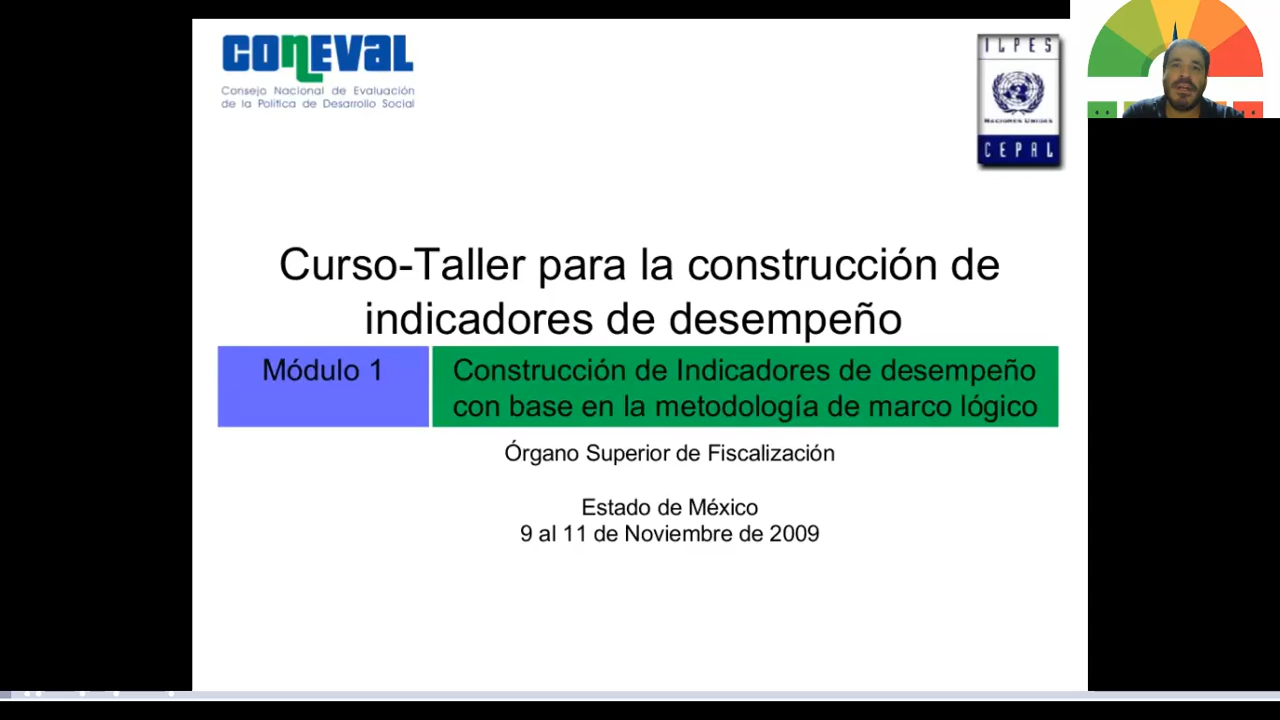 CONEVAL
Consejo Nacional de Evaluación
de la Política de Desarrollo Social
ILPES
NACIONES UNIDAS
CEPAL
Curso-Taller para la construcción de
indicadores de desempeño
Módulo 1
Construcción de Indicadores de desempeño
con base en la metodología de marco lógico
Órgano Superior de Fiscalización
Estado de México
9 al 11 de Noviembre de 2009